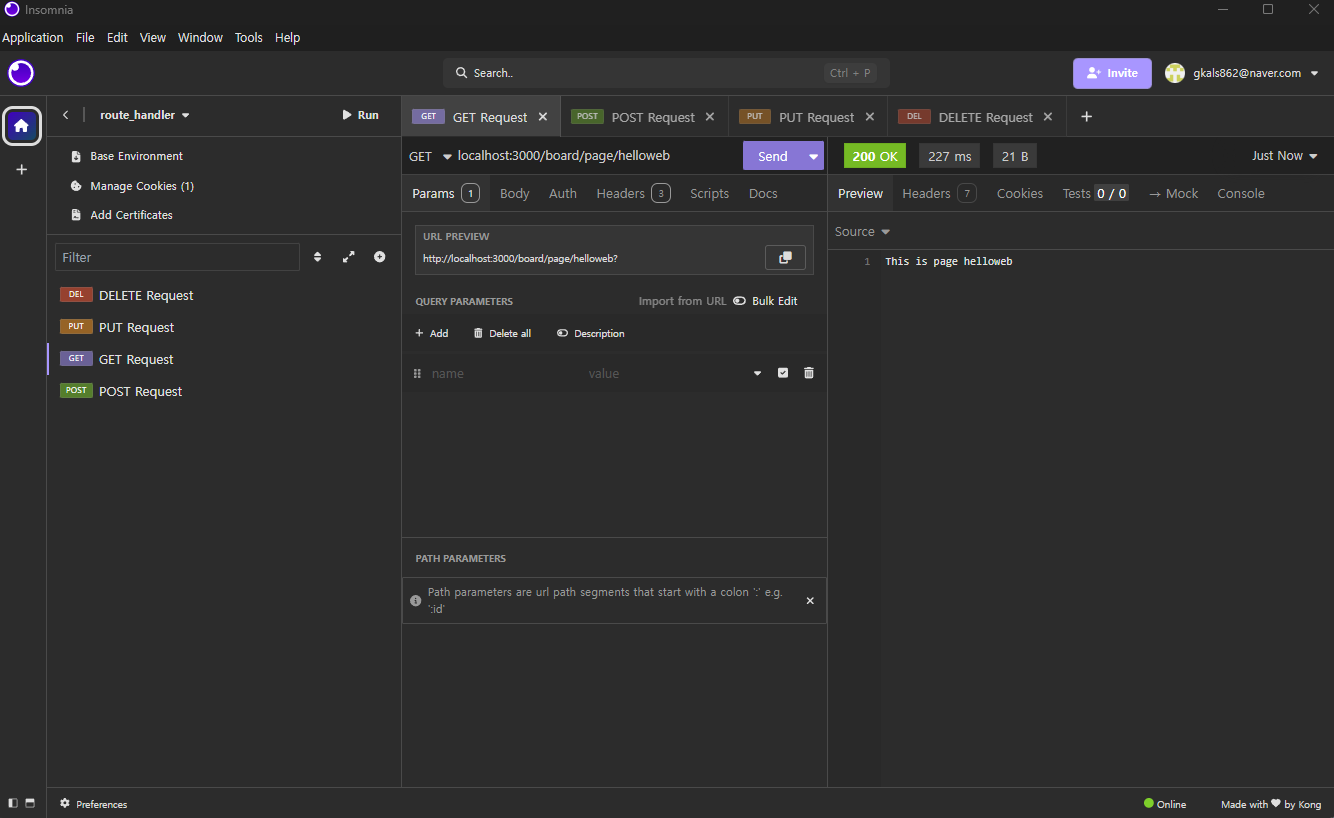 Insomnia
Application File Edit View Window Tools Help
Search.. Ctrl + P
Invite
gkals862@naver.com
route_handler
Run
Base Environment
Manage Cookies (1)
Add Certificates
Filter
DEL DELETE Request
PUT PUT Request
GET GET Request
POST POST Request
GET GET Request
POST POST Request
PUT PUT Request
DEL DELETE Request
GET localhost:3000/board/page/helloweb
Send
Params 1 Body Auth Headers 3 Scripts Docs
URL PREVIEW
http://localhost:3000/board/page/helloweb?
QUERY PARAMETERS Import from URL Bulk Edit
+ Add Delete all Description
name value
PATH PARAMETERS
Path parameters are url path segments that start with a colon ':' e.g.
':id'
200 OK 227 ms 21 B Just Now
Preview Headers 7 Cookies Tests 0 / 0 → Mock Console
Source
1 This is page helloweb
Preferences
Online
Made with ♥ by Kong